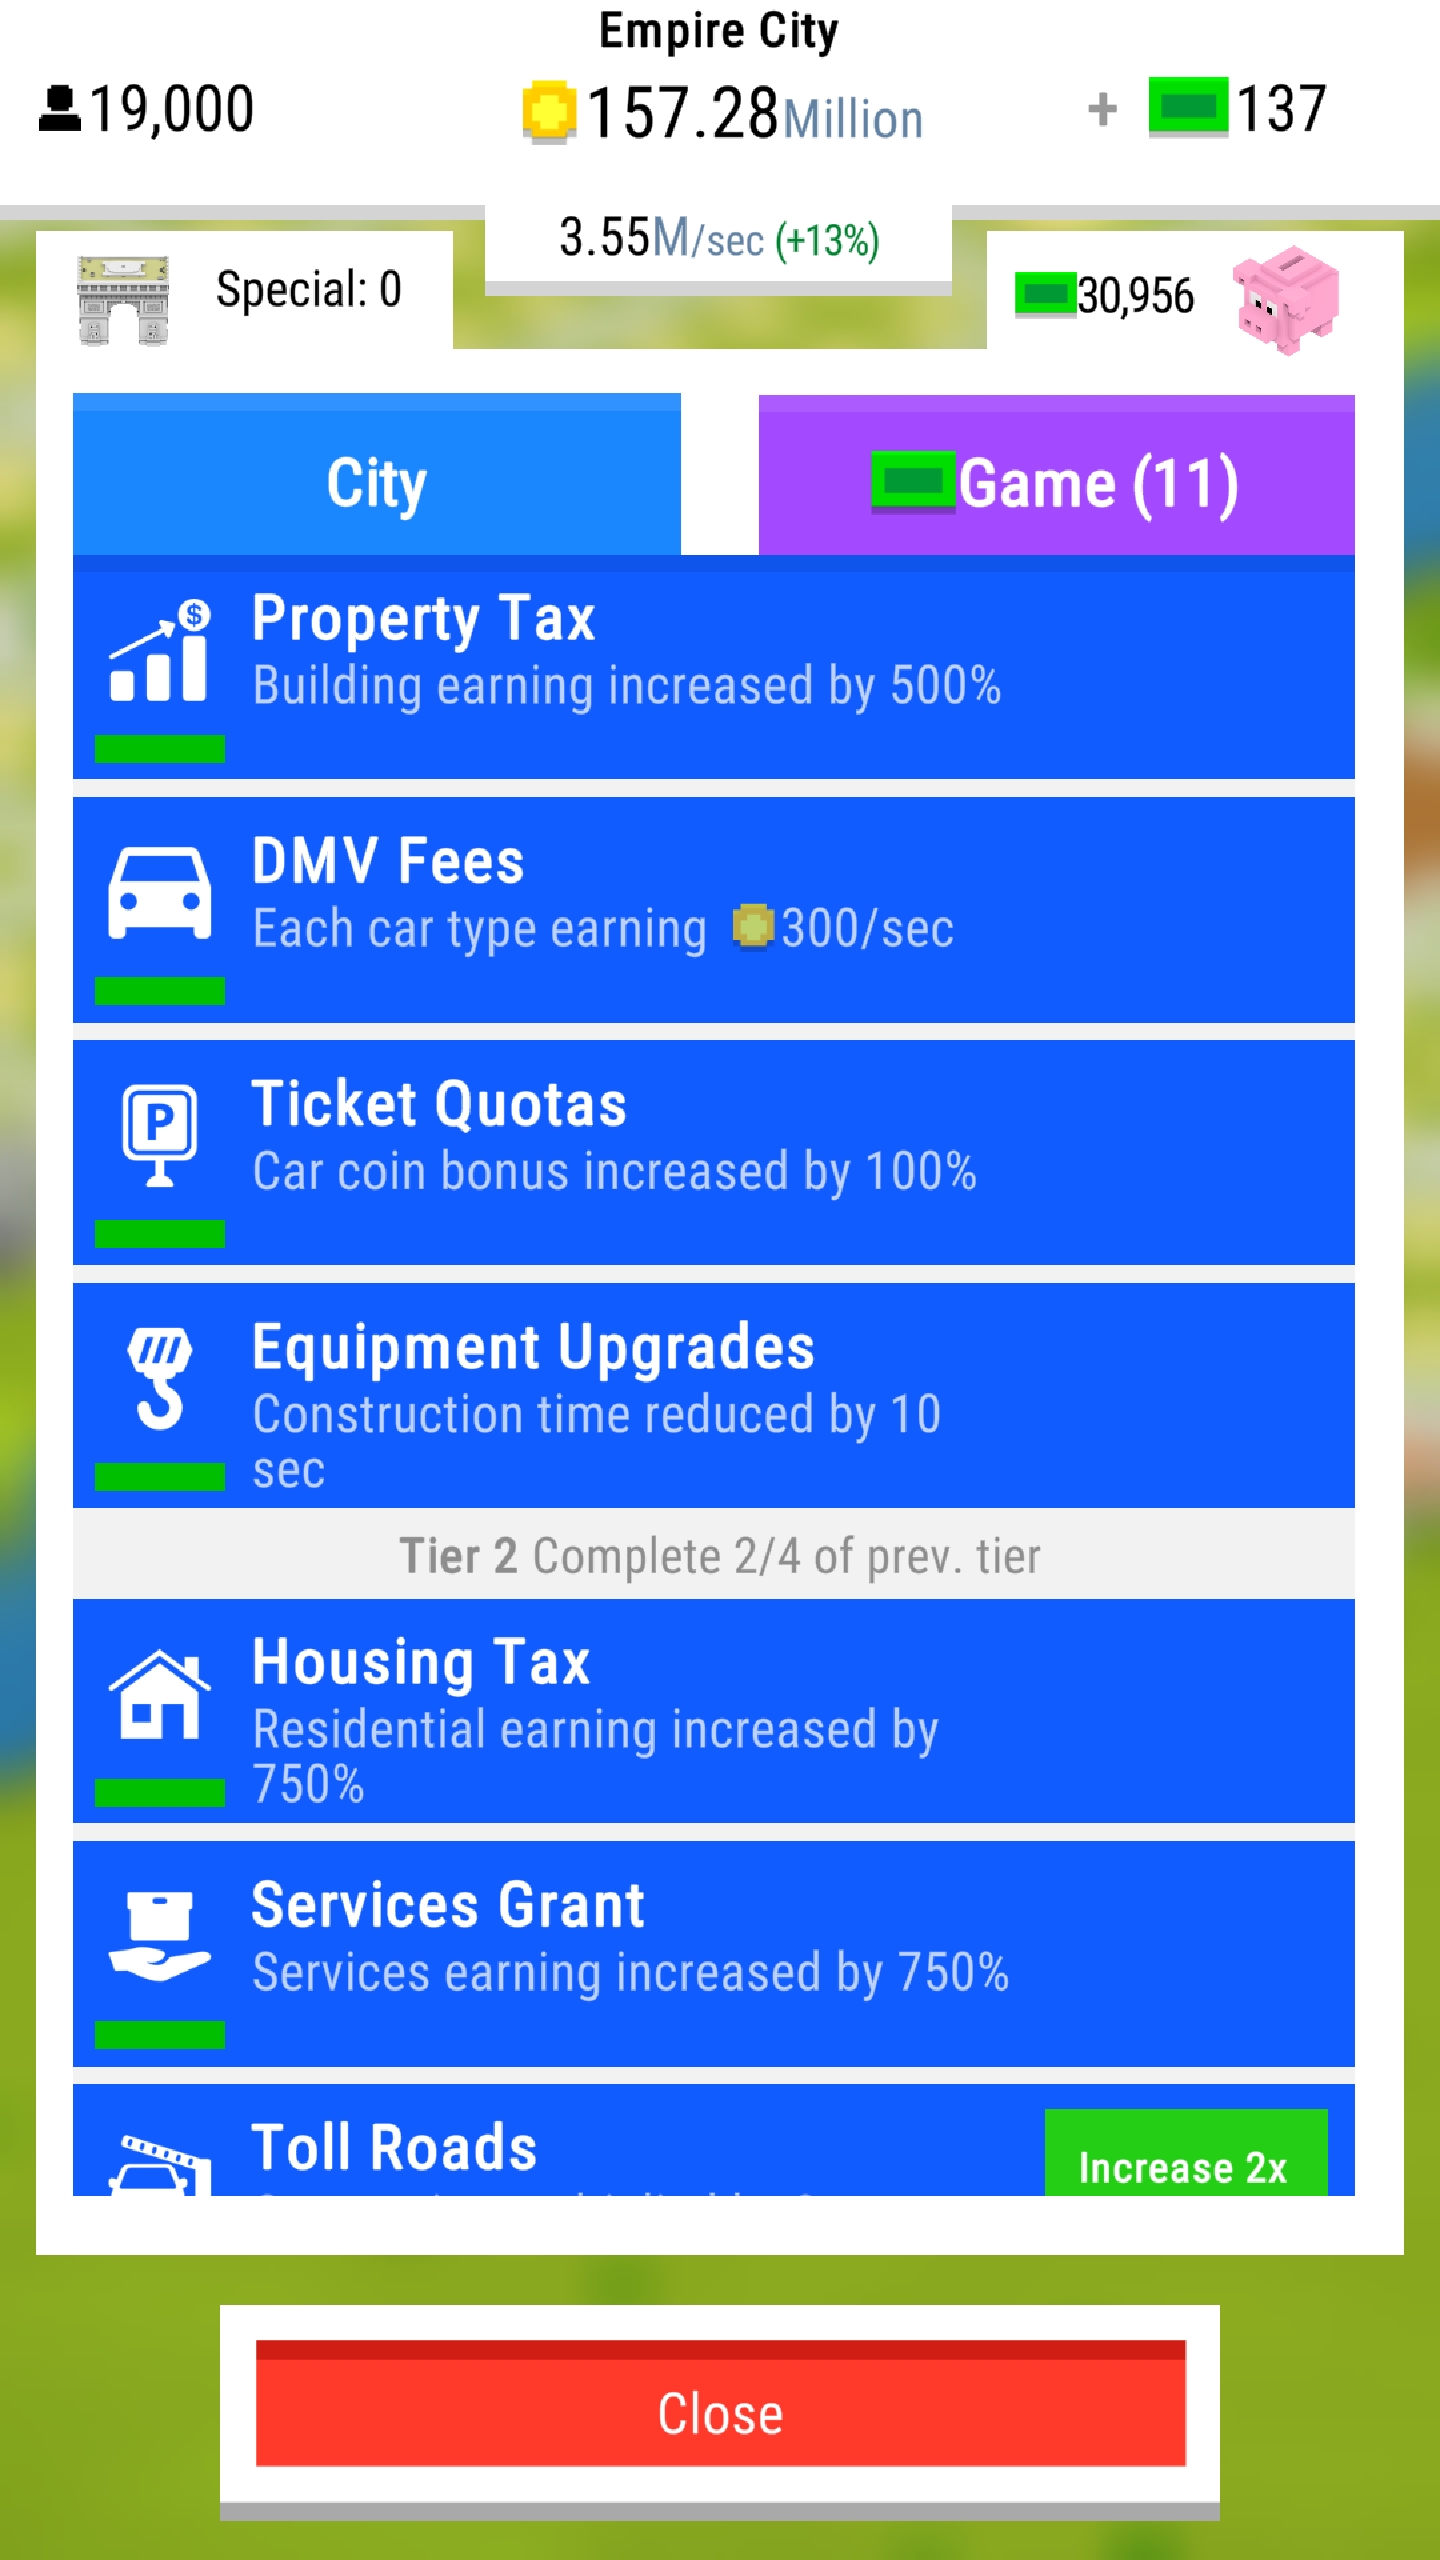 Empire City
19,000
157.28Million
+ 137
3.55M/sec (+13%)
Special: 0
30,956
City
Game (11)
$
Property Tax
Building earning increased by 500%
DMV Fees
Each car type earning 300/sec
P
Ticket Quotas
Car coin bonus increased by 100%
Equipment Upgrades
Construction time reduced by 10
sec
Tier 2 Complete 2/4 of prev. tier
Housing Tax
Residential earning increased by
750%
Services Grant
Services earning increased by 750%
Toll Roads
Increase 2x
Close